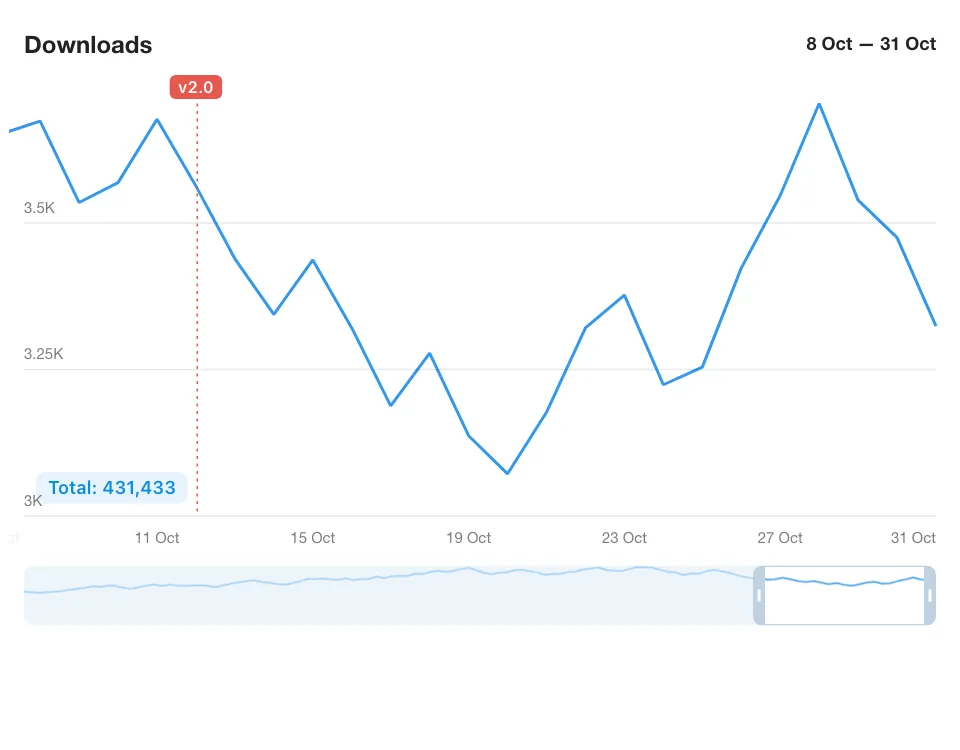 Downloads
8 Oct — 31 Oct
v2.0
3.5K
3.25K
Total: 431,433
3K
11 Oct
15 Oct
19 Oct
23 Oct
27 Oct
31 Oct